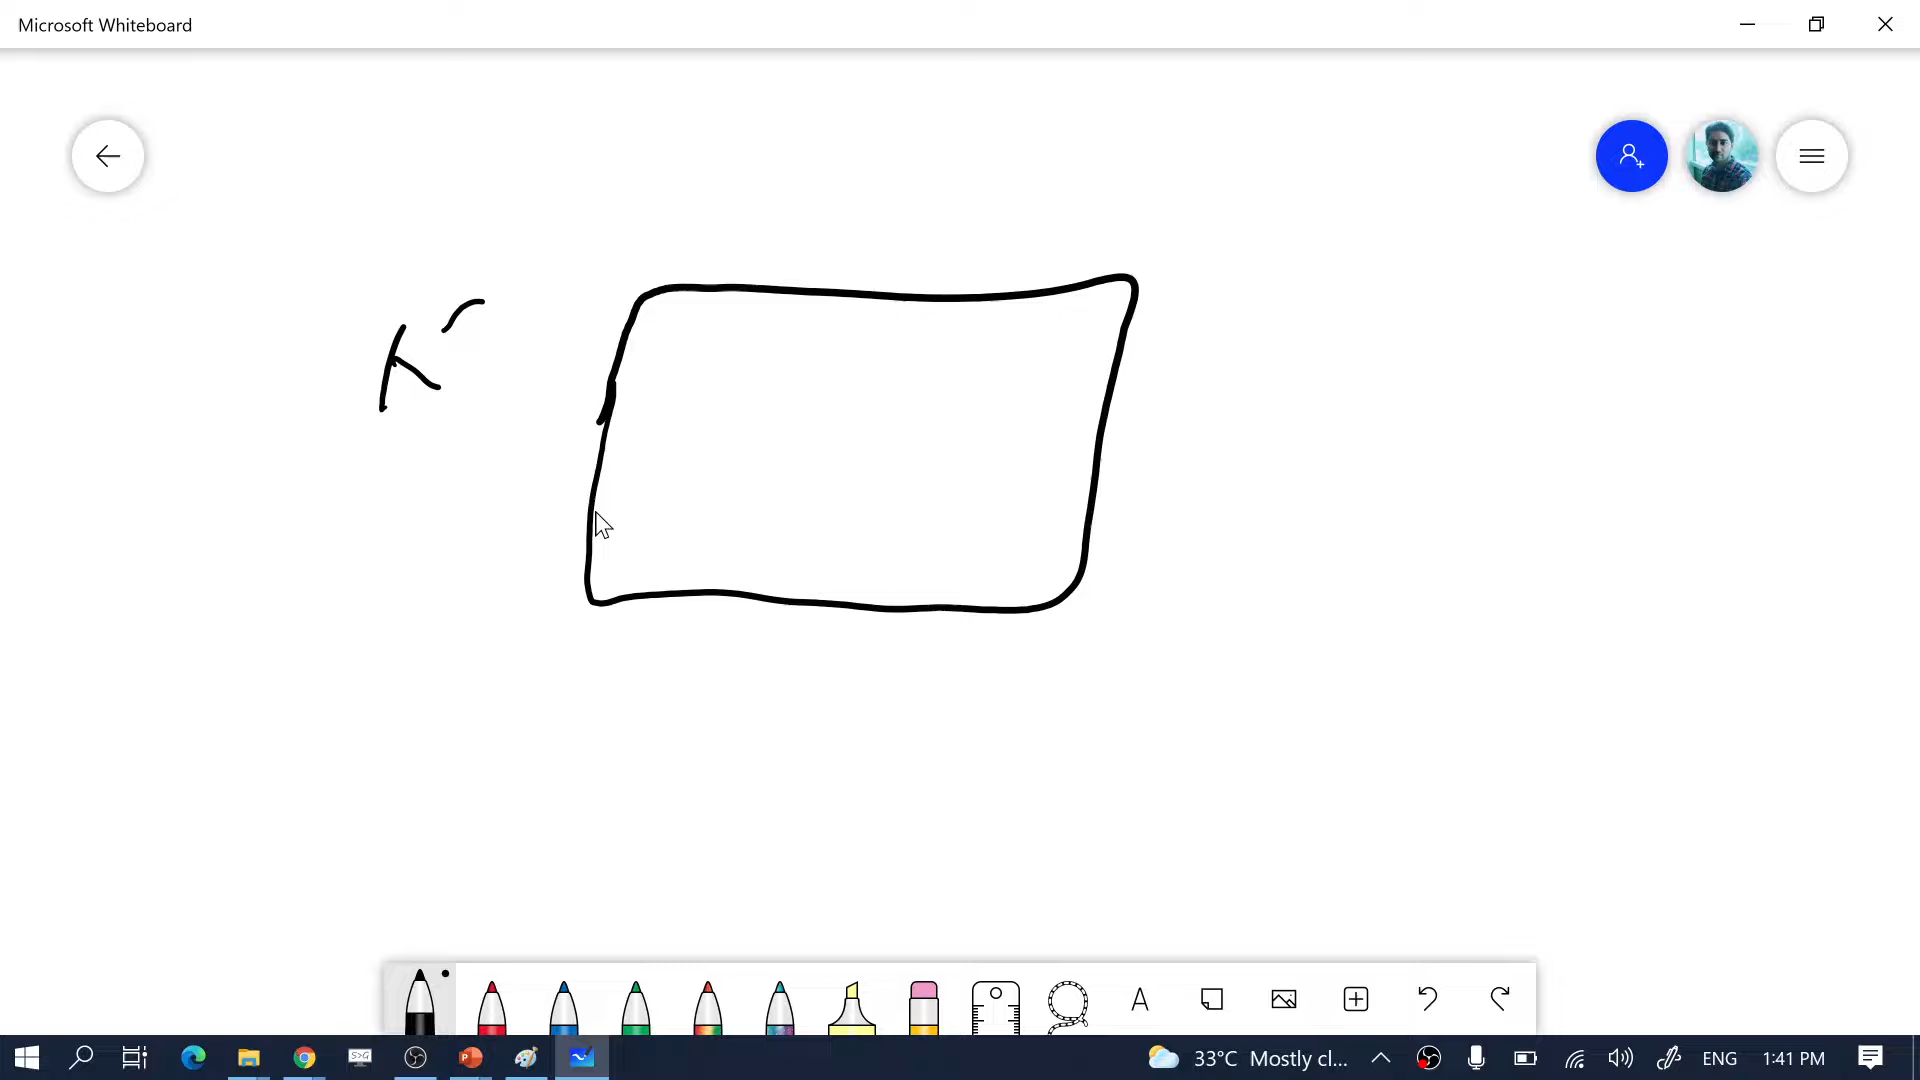 Microsoft Whiteboard
A
S>G
33°C Mostly cl...
ENG
1:41 PM